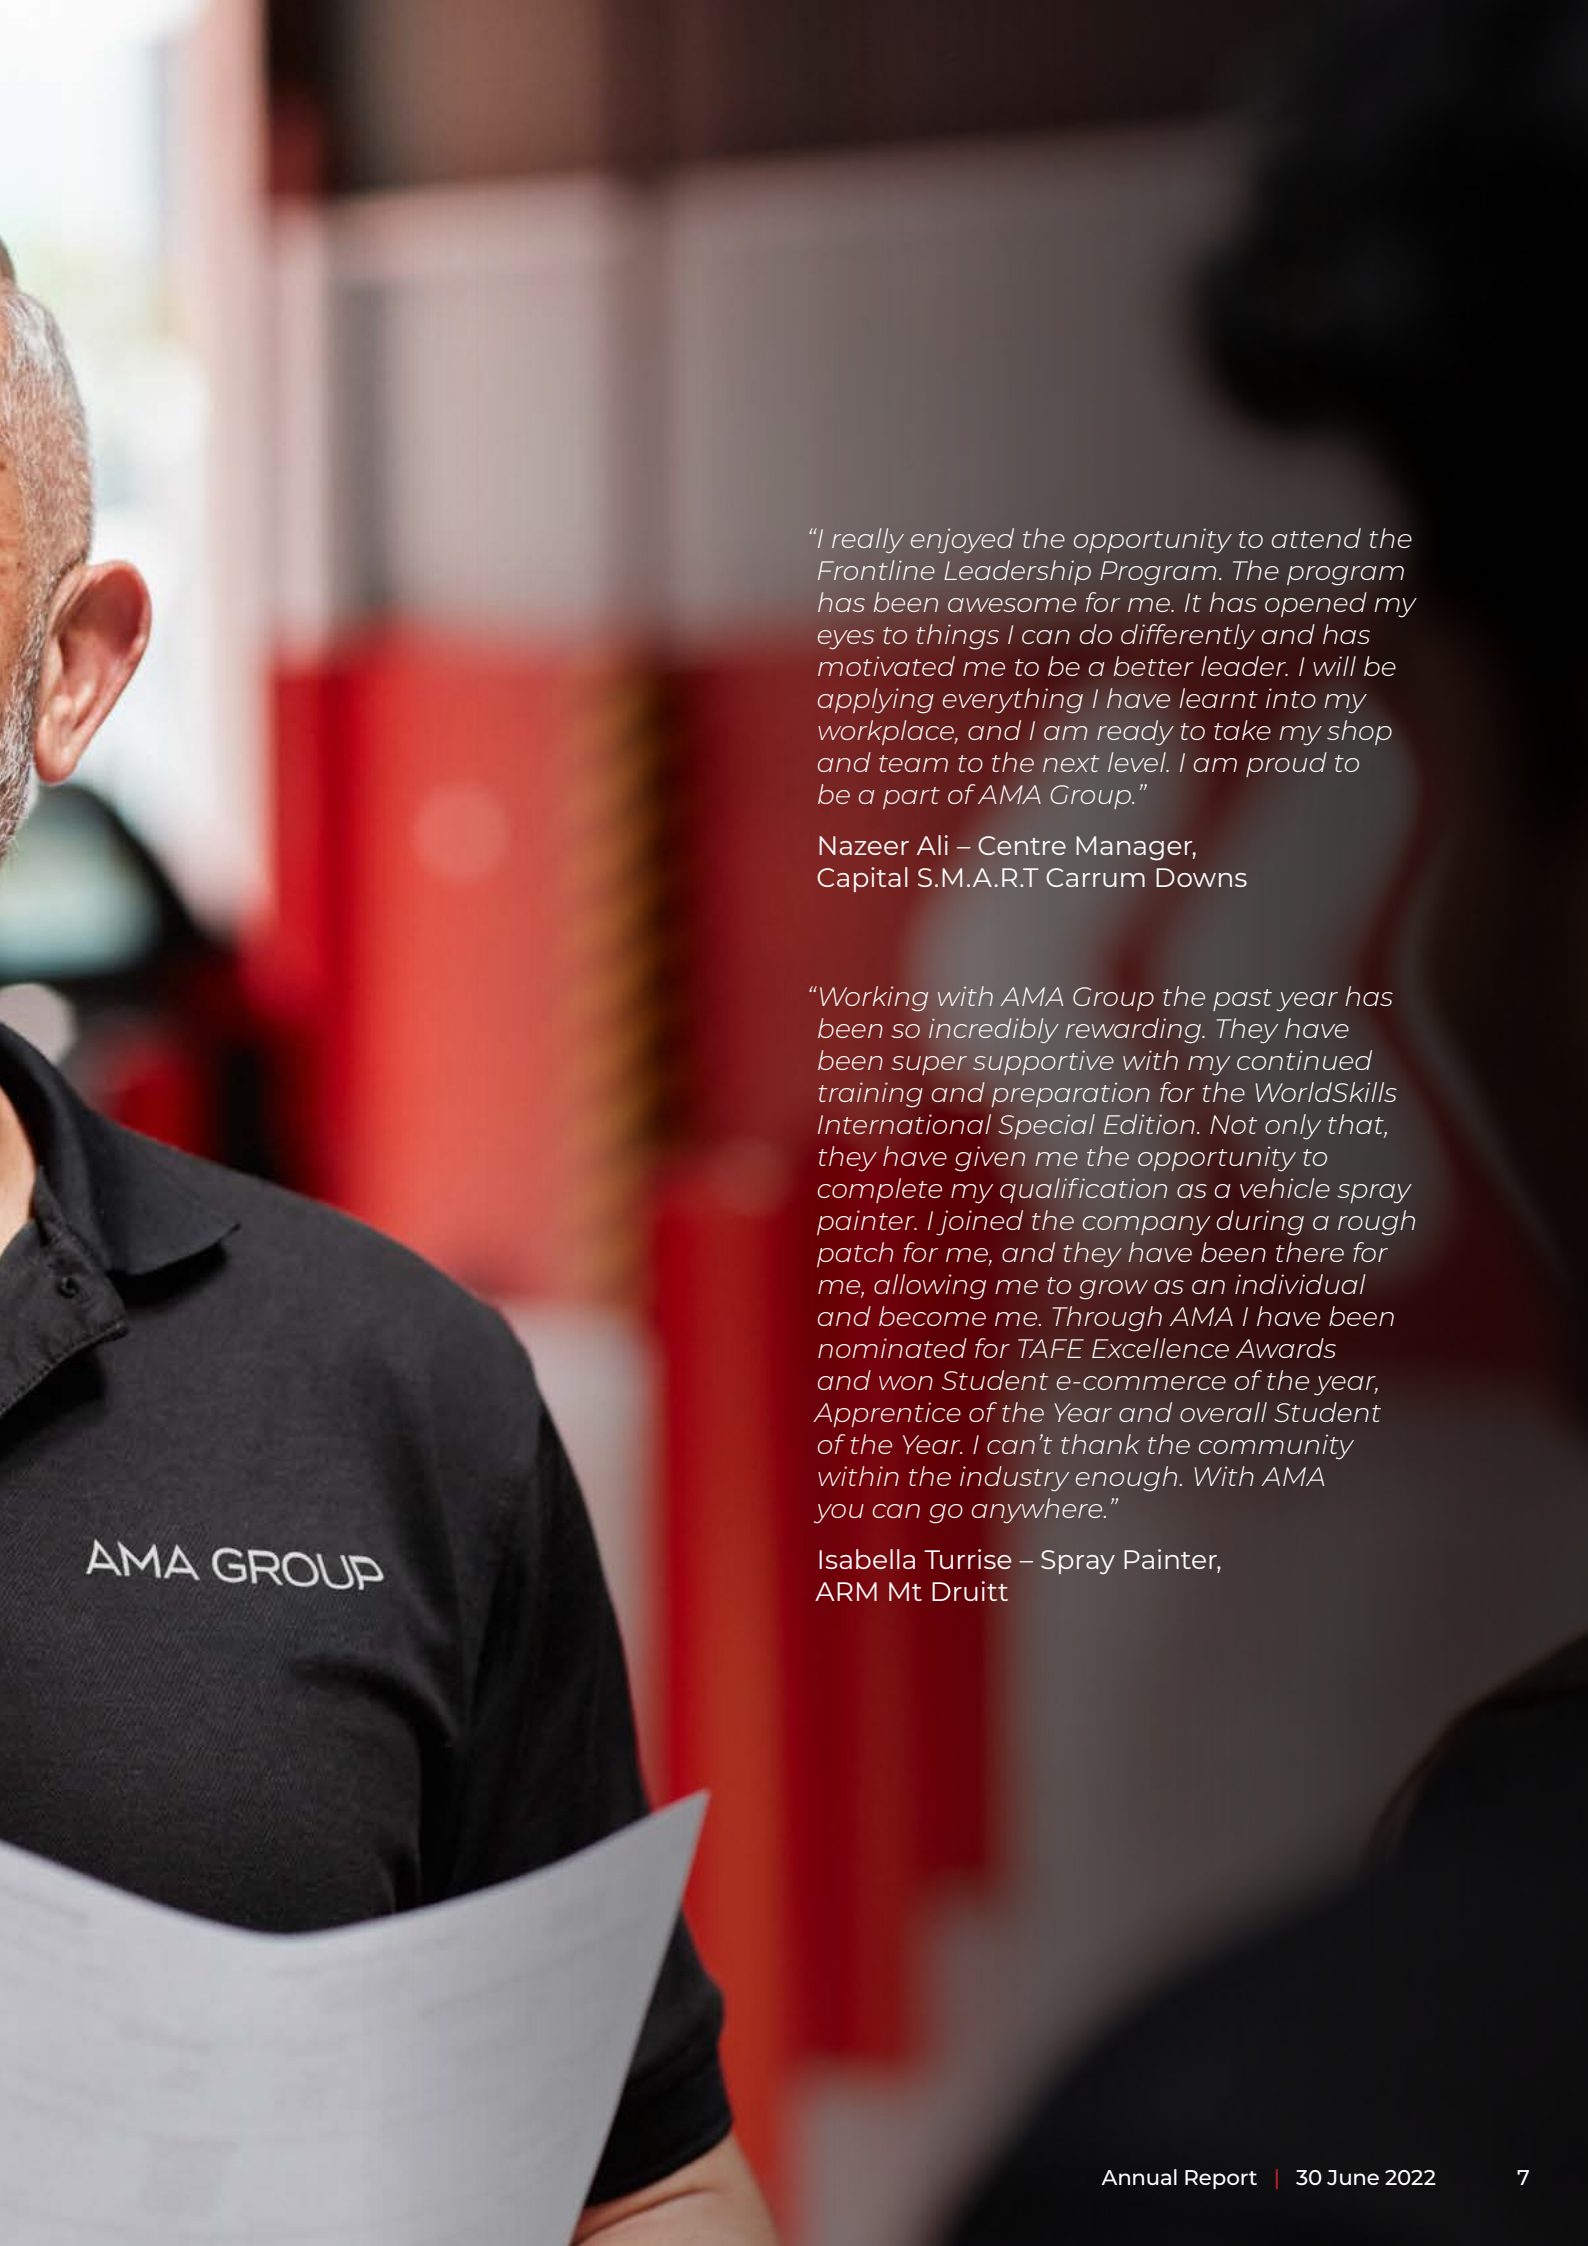 “I really enjoyed the opportunity to attend the
Frontline Leadership Program. The program
has been awesome for me. It has opened my
eyes to things I can do differently and has
motivated me to be a better leader. I will be
applying everything I have learnt into my
workplace, and I am ready to take my shop
and team to the next level. I am proud to
be a part of AMA Group.”
Nazeer Ali – Centre Manager,
Capital S.M.A.R.T Carrum Downs
“Working with AMA Group the past year has
been so incredibly rewarding. They have
been super supportive with my continued
training and preparation for the WorldSkills
International Special Edition. Not only that,
they have given me the opportunity to
complete my qualification as a vehicle spray
painter. I joined the company during a rough
patch for me, and they have been there for
me, allowing me to grow as an individual
and become me. Through AMA I have been
nominated for TAFE Excellence Awards
and won Student e-commerce of the year,
Apprentice of the Year and overall Student
of the Year. I can’t thank the community
within the industry enough. With AMA
you can go anywhere.”
Isabella Turrise – Spray Painter,
ARM Mt Druitt
AMA GROUP
Annual Report | 30 June 2022 7